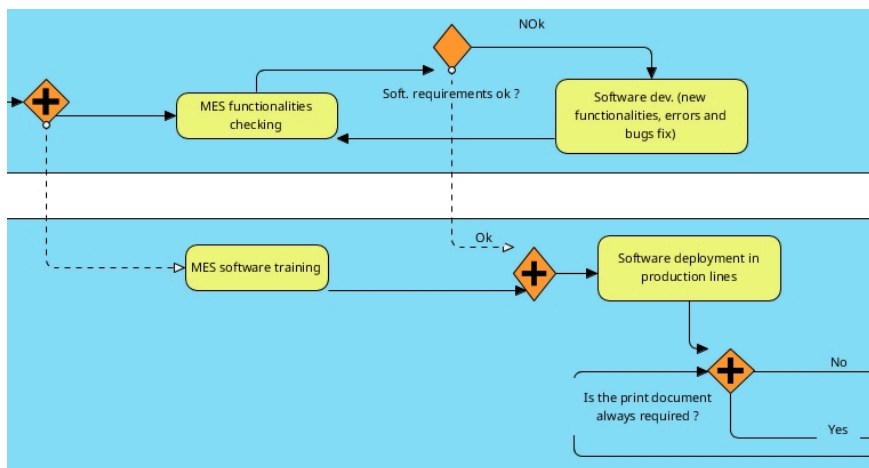 NOk
Soft. requirements ok ?
MES functionalities
checking
Software dev. (new
functionalities, errors and
bugs fix)
Ok
MES software training
Software deployment in
production lines
No
Is the print document
always required ?
Yes